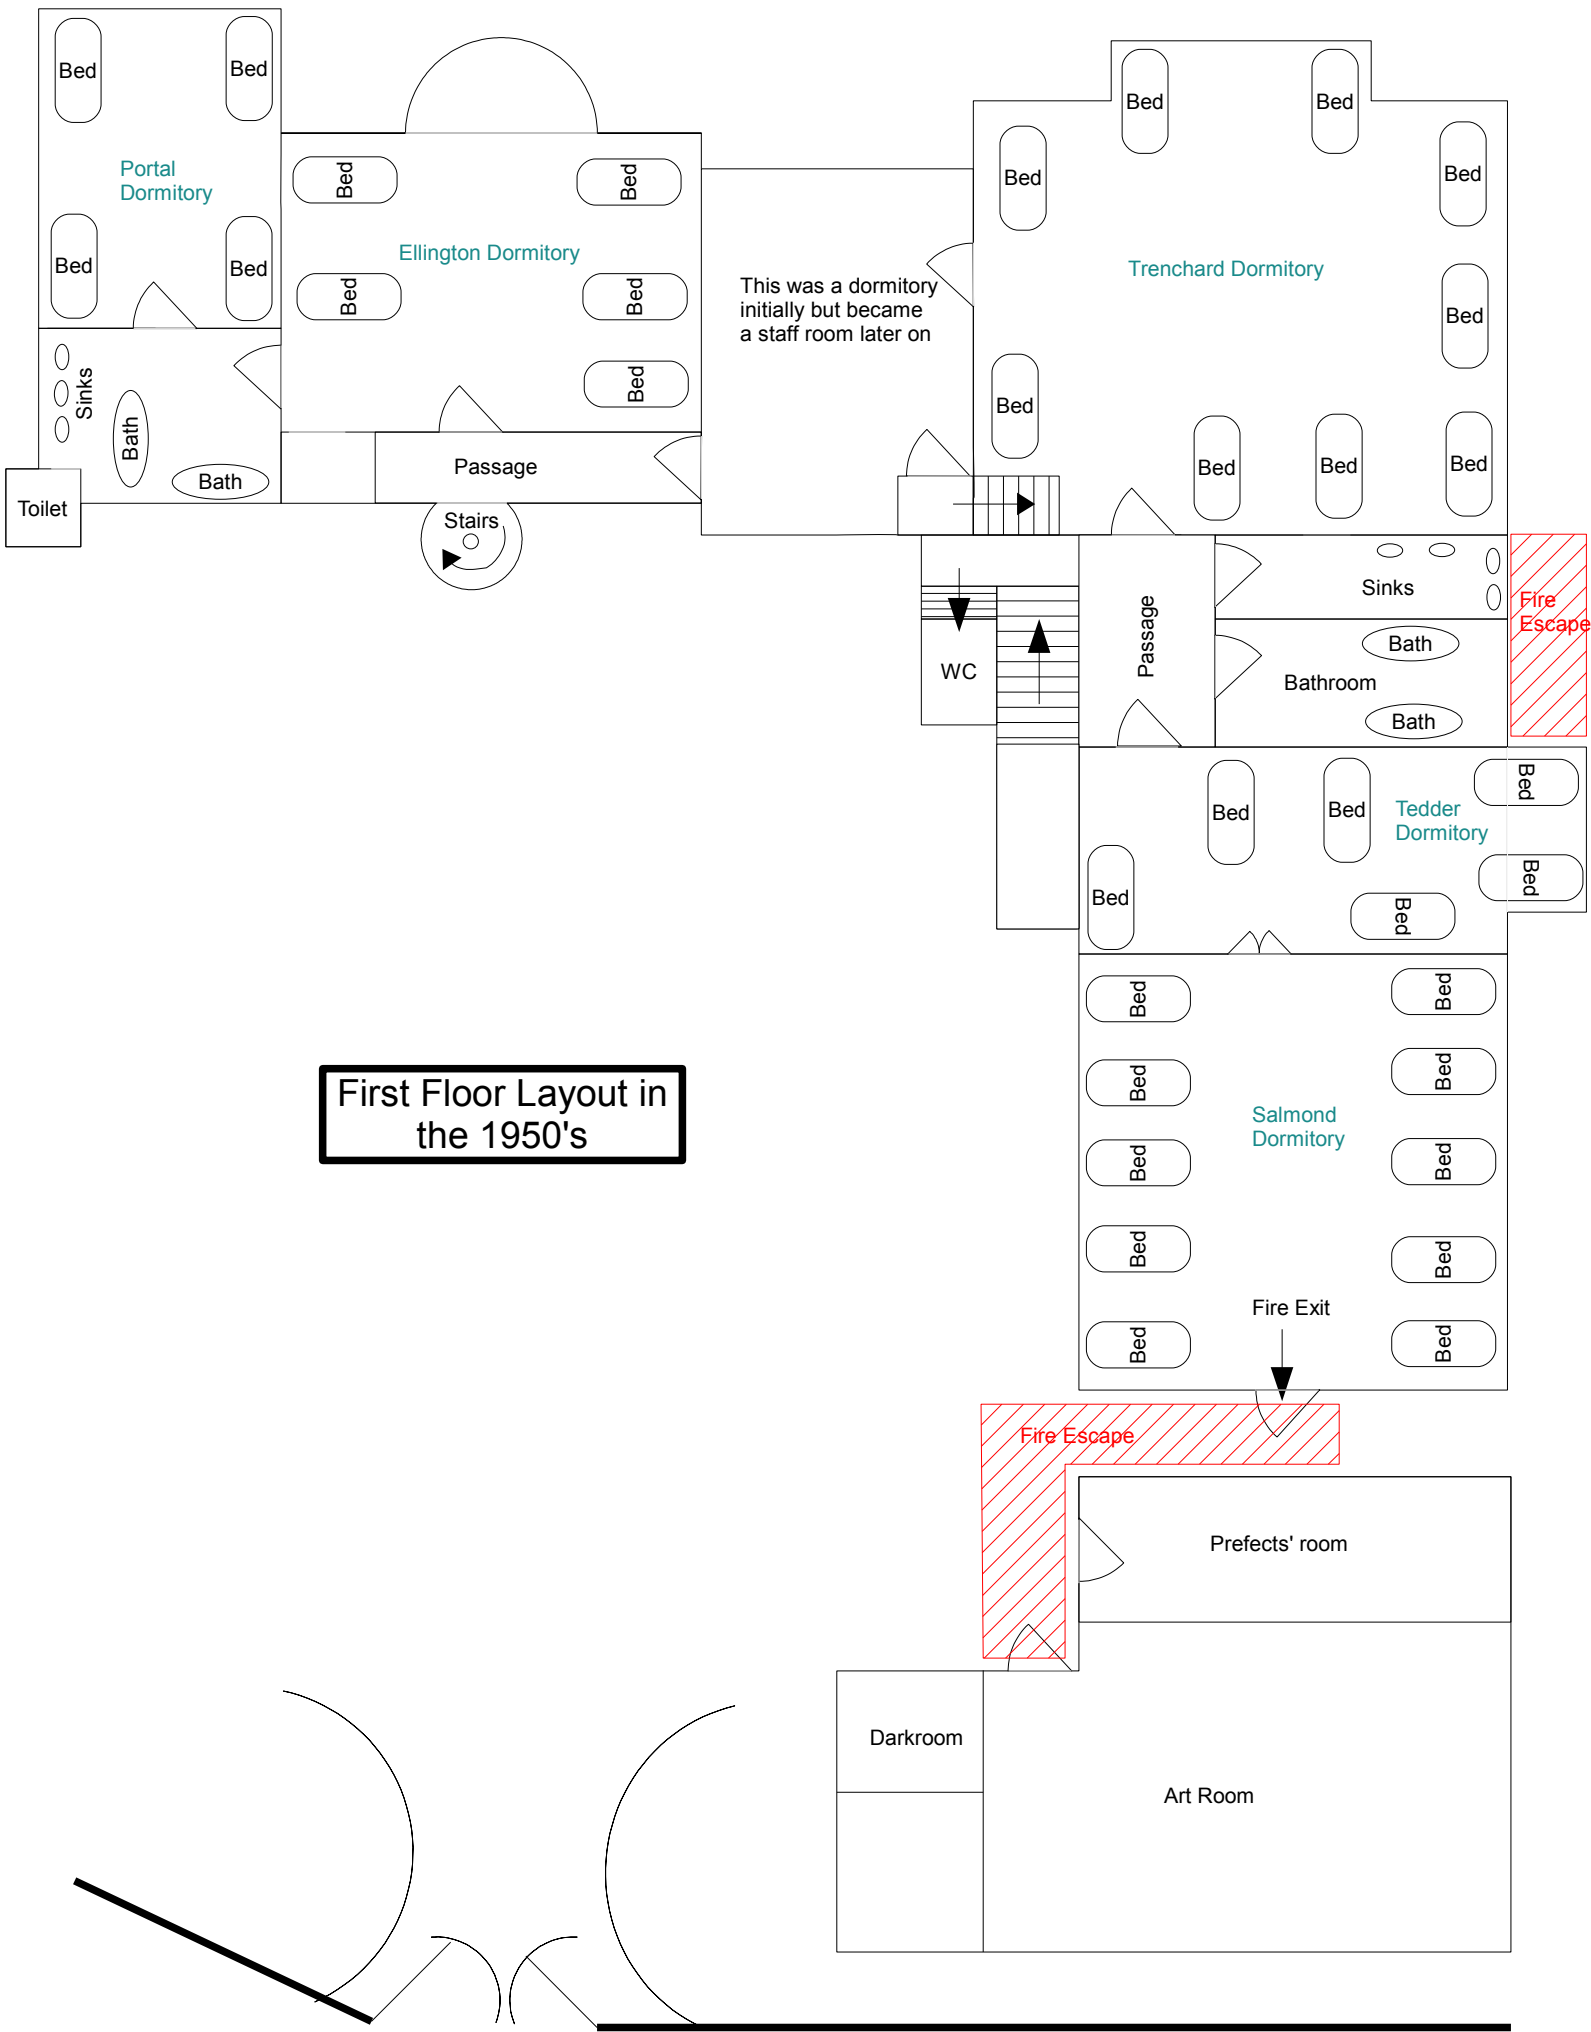 Bed
Bed
Portal
Dormitory
Bed
Bed
Sinks
Bath
Bath
Toilet
Bed
Bed
Ellington Dormitory
Bed
Bed
Bed
Passage
Stairs
This was a dormitory
initially but became
a staff room later on
Bed
Bed
Bed
Bed
Trenchard Dormitory
Bed
Bed
Bed
Bed
Bed
Sinks
Fire
Escape
Passage
WC
Bath
Bathroom
Bath
Bed
Bed
Bed
Tedder
Dormitory
Bed
Bed
Bed
Bed
Bed
Bed
Bed
First Floor Layout in
the 1950's
Salmond
Dormitory
Bed
Bed
Bed
Bed
Fire Exit
Bed
Bed
Fire Escape
Prefects' room
Darkroom
Art Room